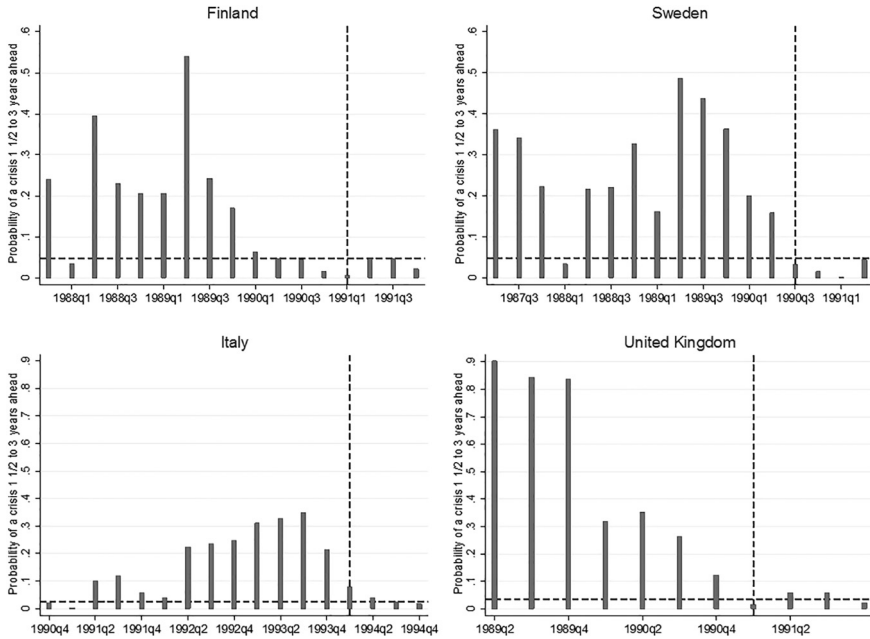 Finland
Probability of a crisis 1 1/2 to 3 years ahead
.6
.5
.4
.3
.2
.1
0
1988q1 1988q3 1989q1 1989q3 1990q1 1990q3 1991q1 1991q3
Sweden
Probability of a crisis 1 1/2 to 3 years ahead
.6
.5
.4
.3
.2
.1
0
1987q3 1988q1 1988q3 1989q1 1989q3 1990q1 1990q3 1991q1
Italy
Probability of a crisis 1 1/2 to 3 years ahead
.9
.8
.7
.6
.5
.4
.3
.2
.1
0
1990q4 1991q2 1991q4 1992q2 1992q4 1993q2 1993q4 1994q2 1994q4
United Kingdom
Probability of a crisis 1 1/2 to 3 years ahead
.9
.8
.7
.6
.5
.4
.3
.2
.1
0
1989q2 1989q4 1990q2 1990q4 1991q2